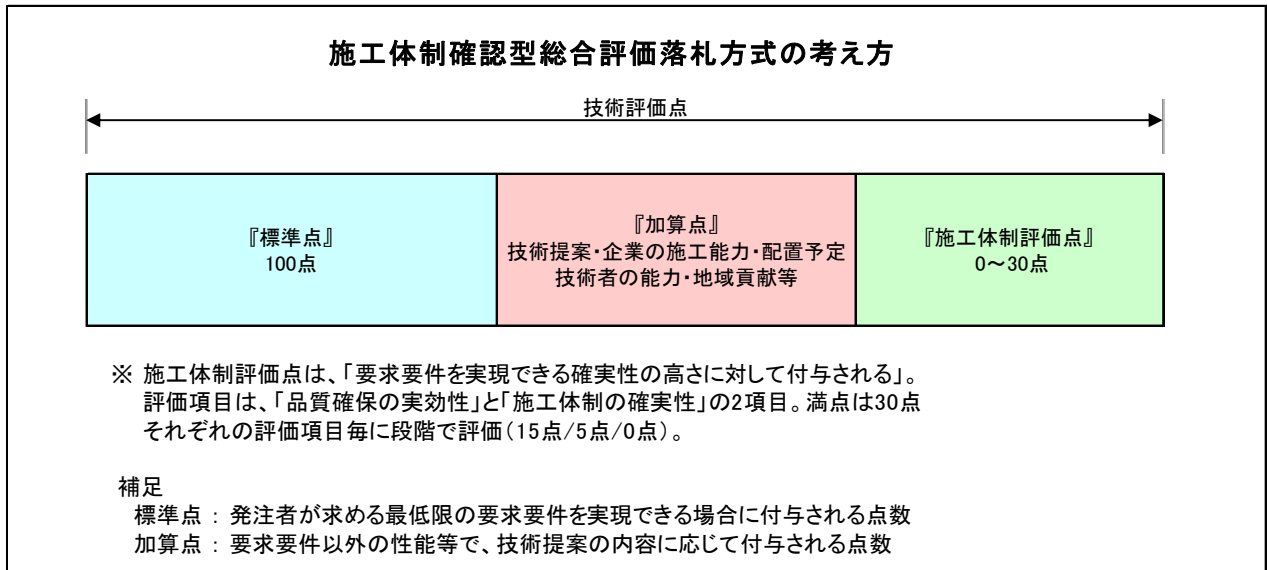 施工体制確認型総合評価落札方式の考え方
技術評価点
『標準点』
100点
『加算点』
技術提案・企業の施工能力・配置予定
技術者の能力・地域貢献等
『施工体制評価点』
0～30点
※ 施工体制評価点は、「要求要件を実現できる確実性の高さに対して付与される」。
評価項目は、「品質確保の実効性」と「施工体制の確実性」の2項目。満点は30点
それぞれの評価項目毎に段階で評価(15点/5点/0点)。
補足
標準点 : 発注者が求める最低限の要求要件を実現できる場合に付与される点数
加算点 : 要求要件以外の性能等で、技術提案の内容に応じて付与される点数